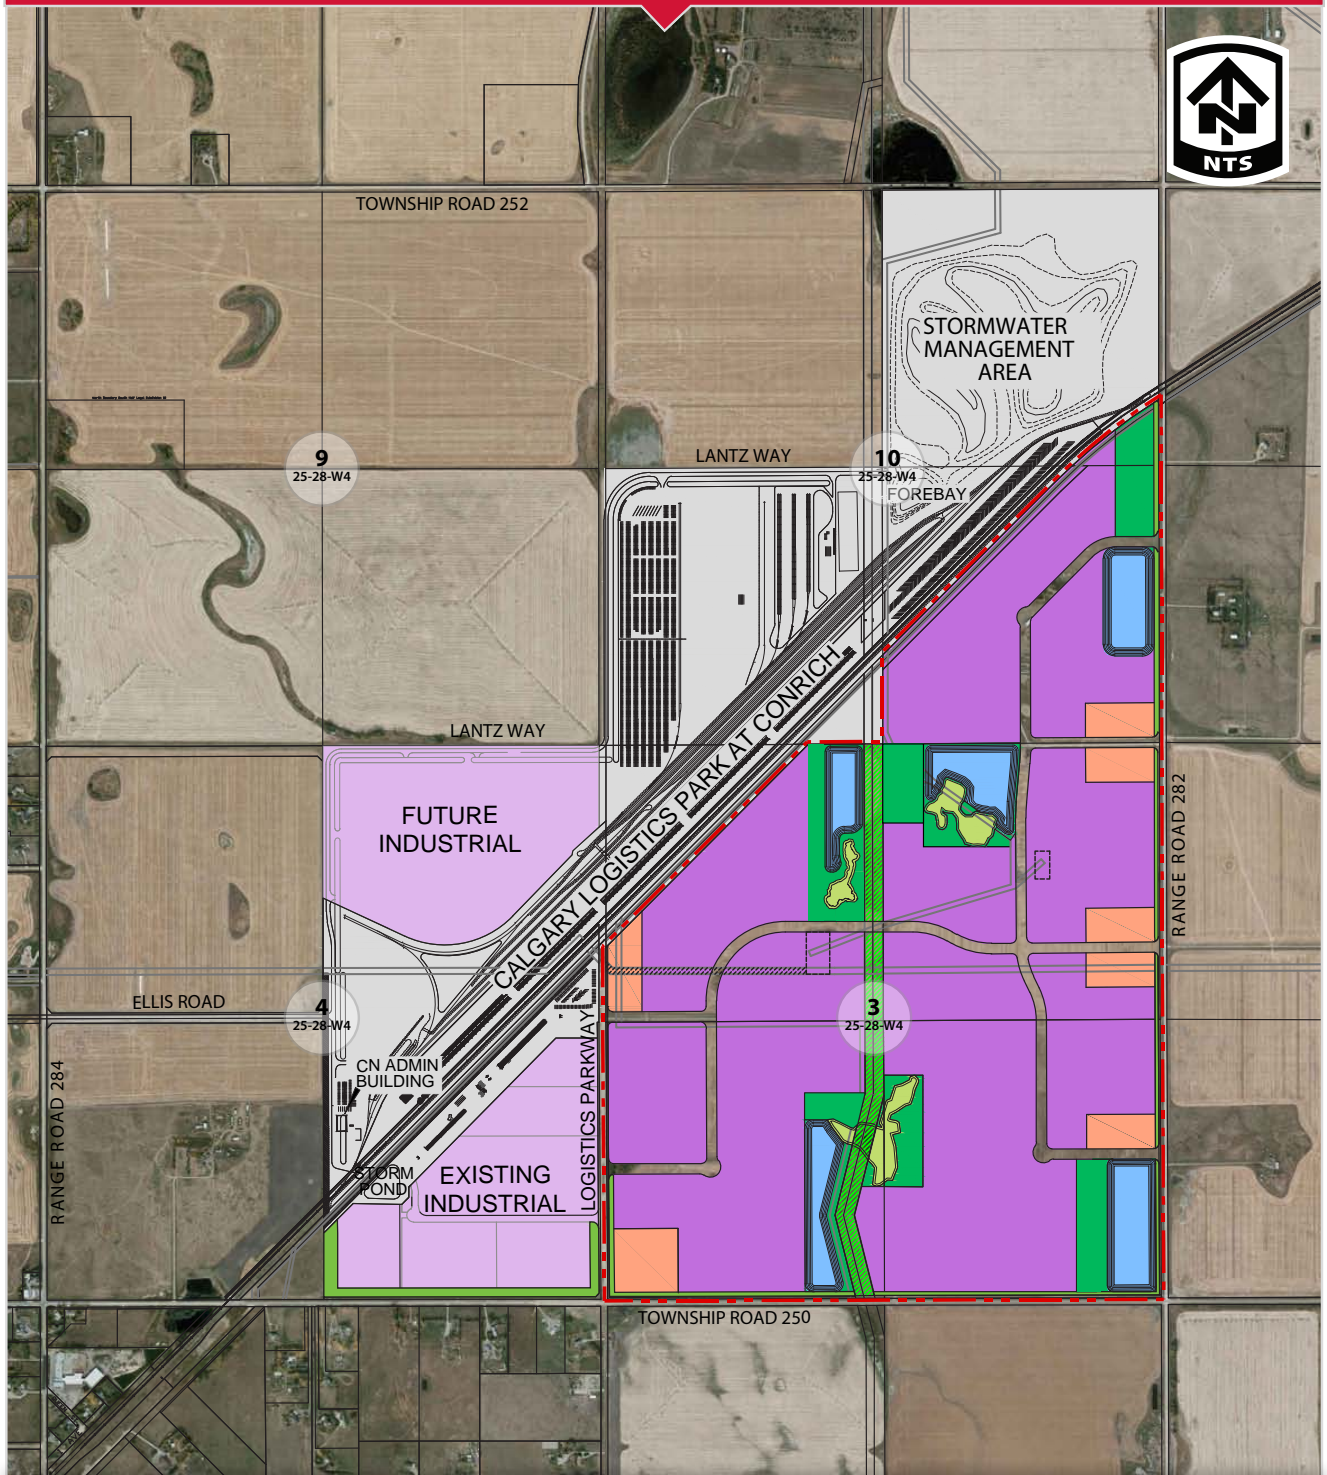 N
NTS
TOWNSHIP ROAD 252
STORMWATER
MANAGEMENT
AREA
LANTZ WAY
9
25-28-W4
10
25-28-W4
FOREBAY
LANTZ WAY
FUTURE
INDUSTRIAL
CALGARY LOGISTICS PARK AT CONRICH
RANGE ROAD 282
ELLIS ROAD
4
25-28-W4
3
25-28-W4
CN ADMIN
BUILDING
LOGISTICS PARKWAY
RANGE ROAD 284
STORM
POND
EXISTING
INDUSTRIAL
TOWNSHIP ROAD 250